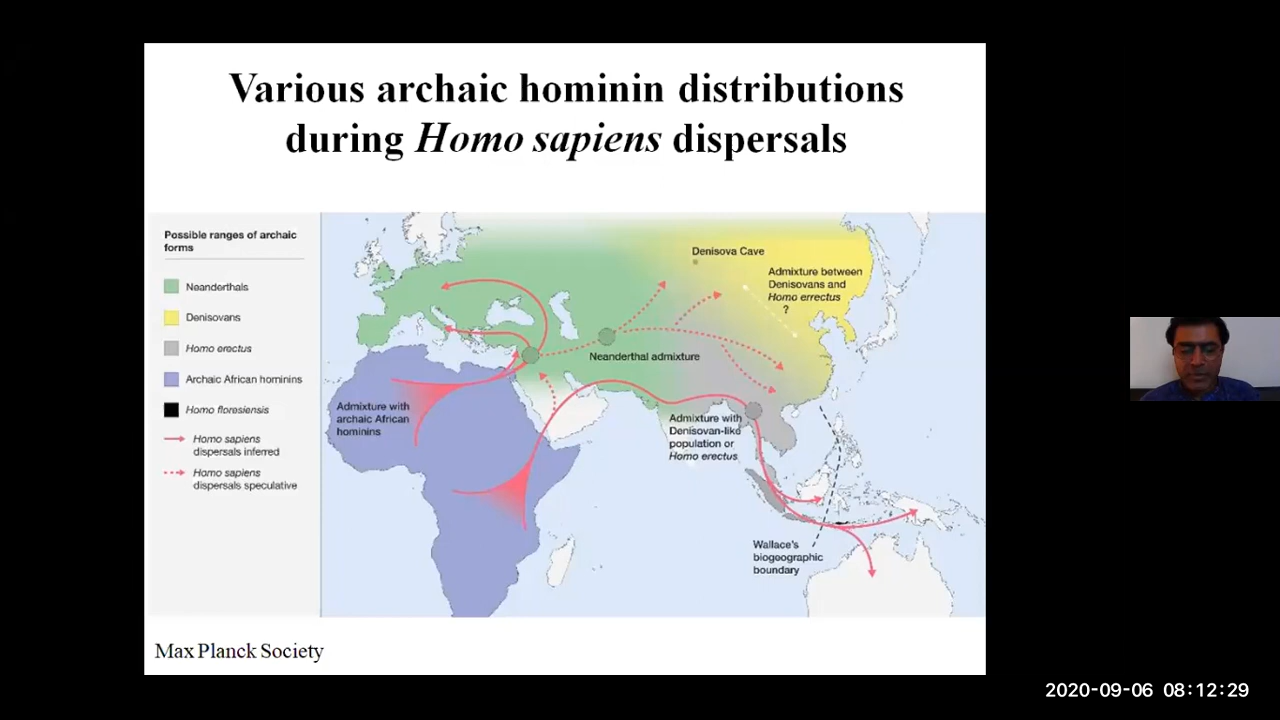 Various archaic hominin distributions
during Homo sapiens dispersals
Possible ranges of archaic
forms
Neanderthals
Denisovans
Homo erectus
Archaic African hominins
Homo floresiensis
Homo sapiens
dispersals inferred
Homo sapiens
dispersals speculative
Denisova Cave
Admixture between
Denisovans and
Homo errectus
?
Neanderthal admixture
Admixture with
archaic African
hominins
Admixture with
Denisovan-like
population or
Homo erectus
Wallace's
biogeographic
boundary
Max Planck Society
2020-09-06 08:12:29